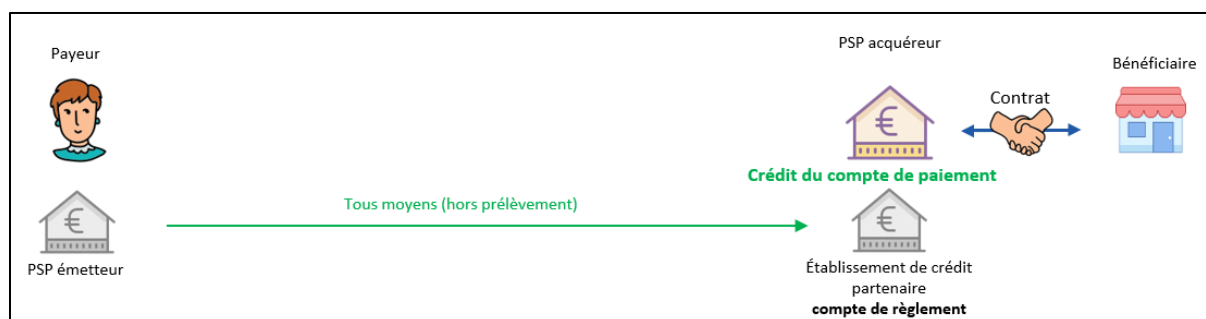 Payeur
PSP acquéreur
Bénéficiaire
Contrat
€
Crédit du compte de paiement
Tous moyens (hors prélèvement)
€
€
PSP émetteur
Établissement de crédit
partenaire
compte de règlement